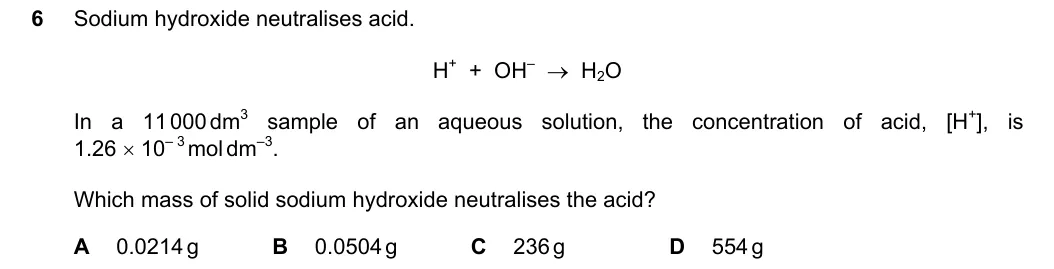 6 Sodium hydroxide neutralises acid.
H⁺ + OH⁻ → H₂O
In a 11 000 dm³ sample of an aqueous solution, the concentration of acid, [H⁺], is
1.26 × 10⁻³ mol dm⁻³.
Which mass of solid sodium hydroxide neutralises the acid?
A 0.0214 g B 0.0504 g C 236 g D 554 g